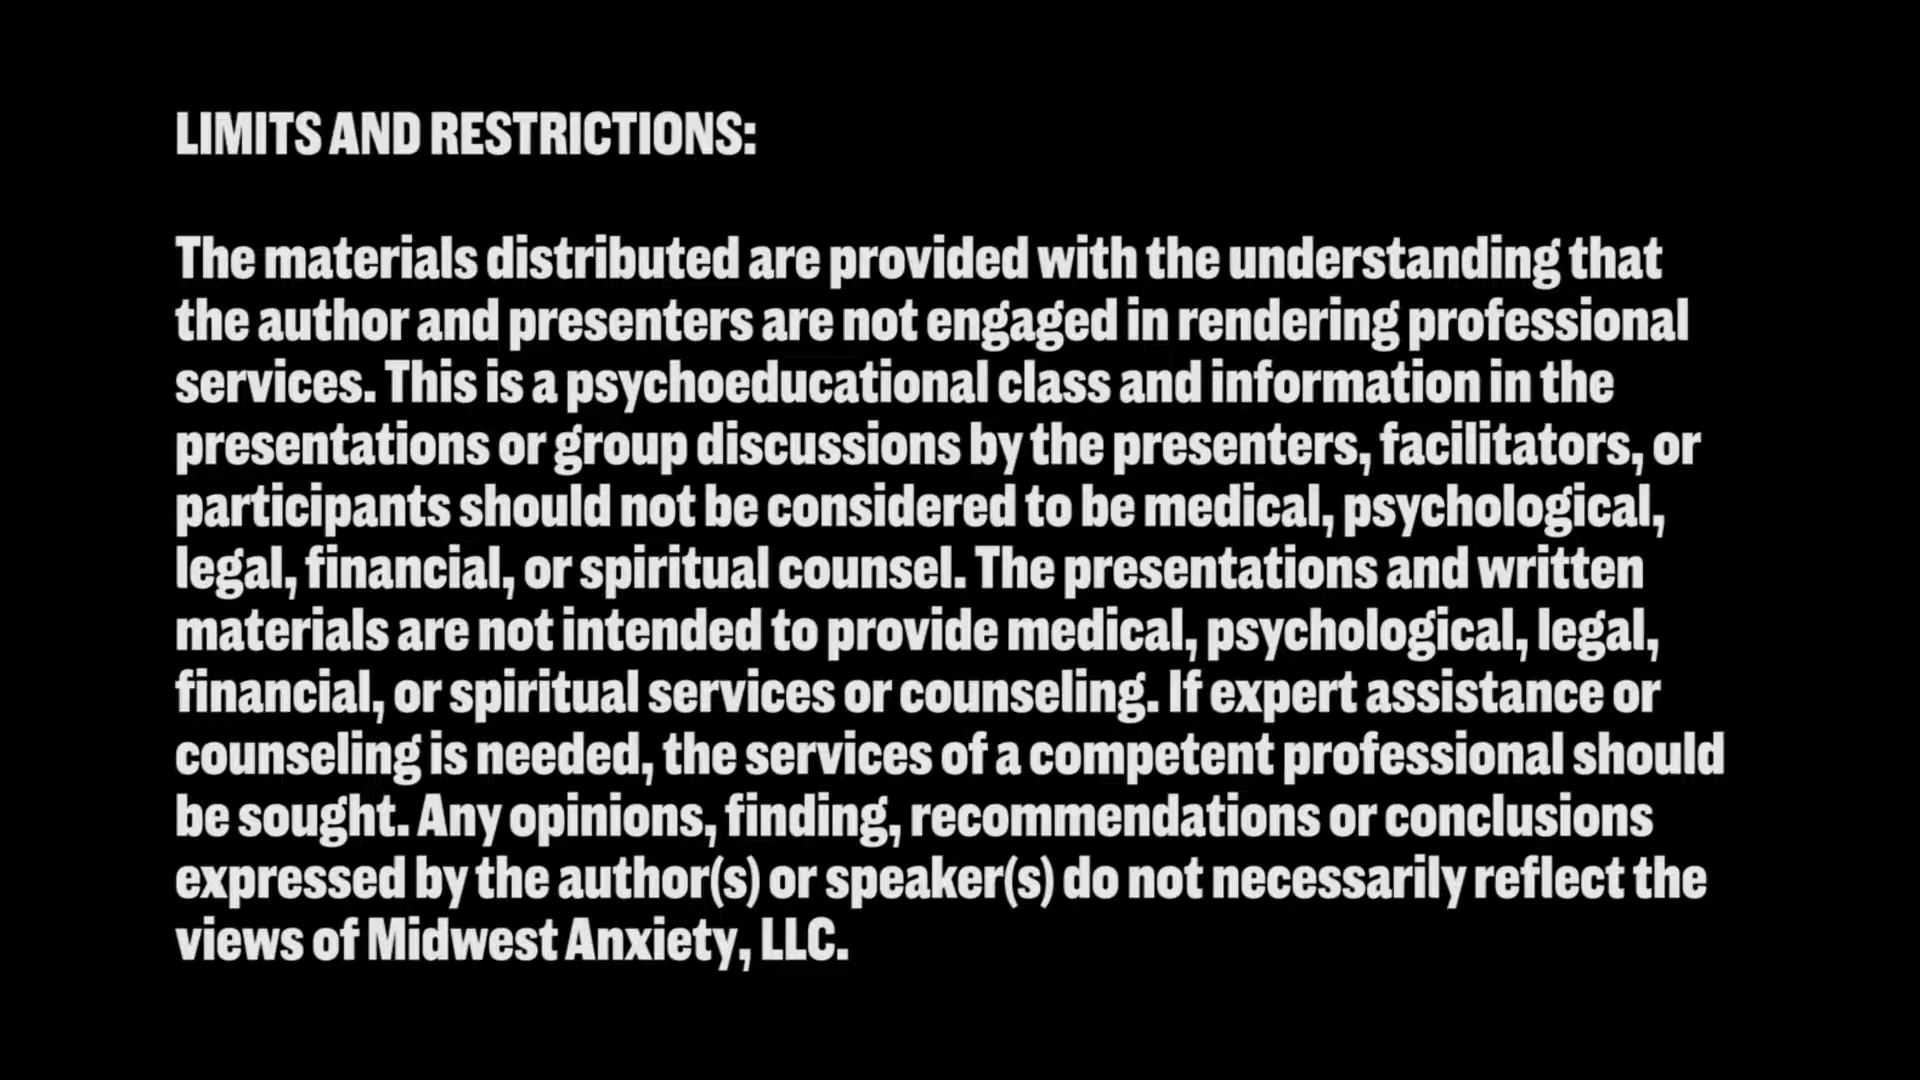 LIMITS AND RESTRICTIONS:
The materials distributed are provided with the understanding that
the author and presenters are not engaged in rendering professional
services. This is a psychoeducational class and information in the
presentations or group discussions by the presenters, facilitators, or
participants should not be considered to be medical, psychological,
legal, financial, or spiritual counsel. The presentations and written
materials are not intended to provide medical, psychological, legal,
financial, or spiritual services or counseling. If expert assistance or
counseling is needed, the services of a competent professional should
be sought. Any opinions, finding, recommendations or conclusions
expressed by the author(s) or speaker(s) do not necessarily reflect the
views of Midwest Anxiety, LLC.